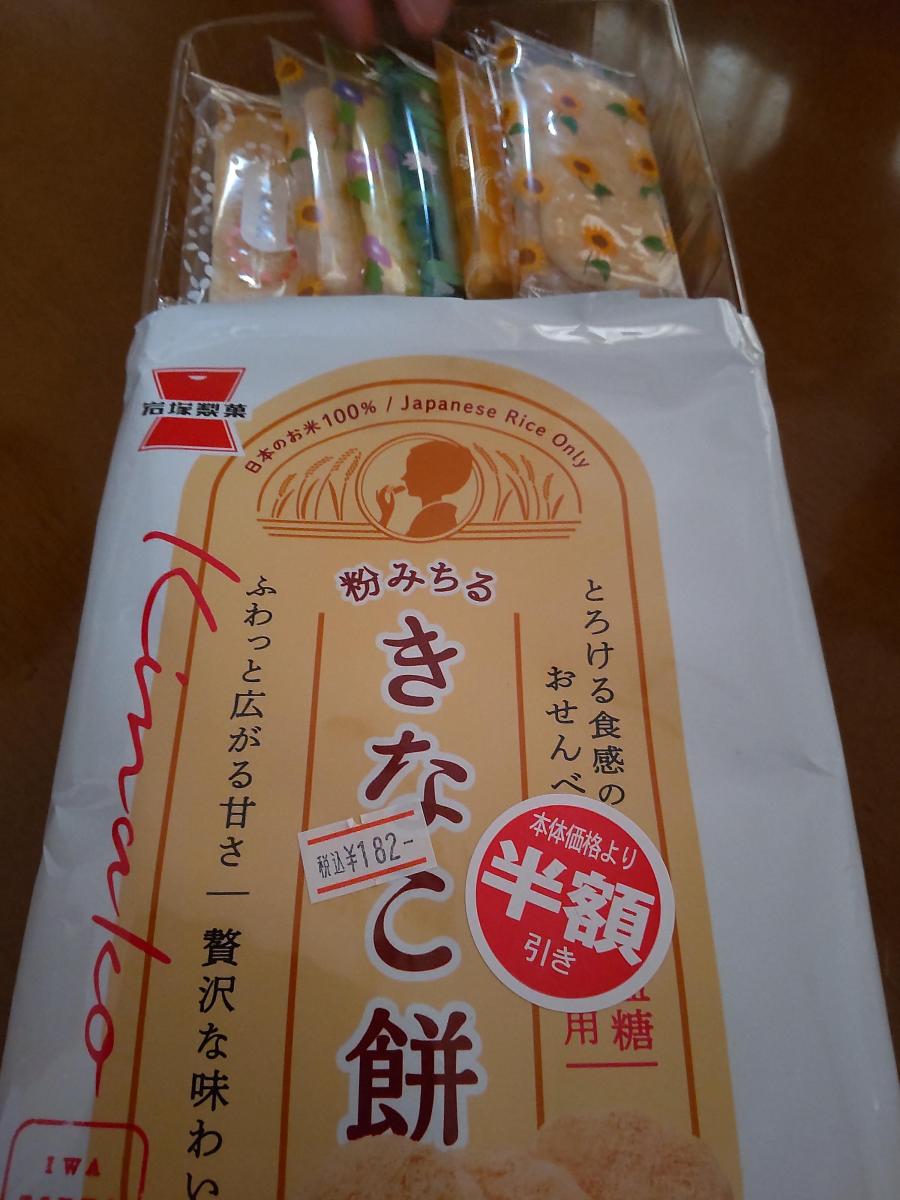 岩塚製菓
日本のお米100% / Japanese Rice Only
粉みちる
きなこ餅
とろける食感の
おせんべ
ふわっと広がる甘さ—
贅沢な味わい
Kinako
税込¥182-
本体価格より
半額
引き
糖
用
IWA